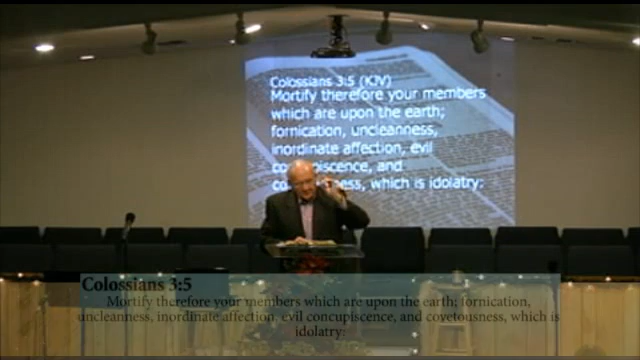 Colossians 3:5 (KJV)
Mortify therefore your members
which are upon the earth;
fornication, uncleanness,
inordinate affection, evil
and
which is idolatry:
Colossians 3:5
Mortify therefore your members which are upon the earth; fornication,
uncleanness, inordinate affection, evil concupiscence, and covetousness, which is
idolatry: